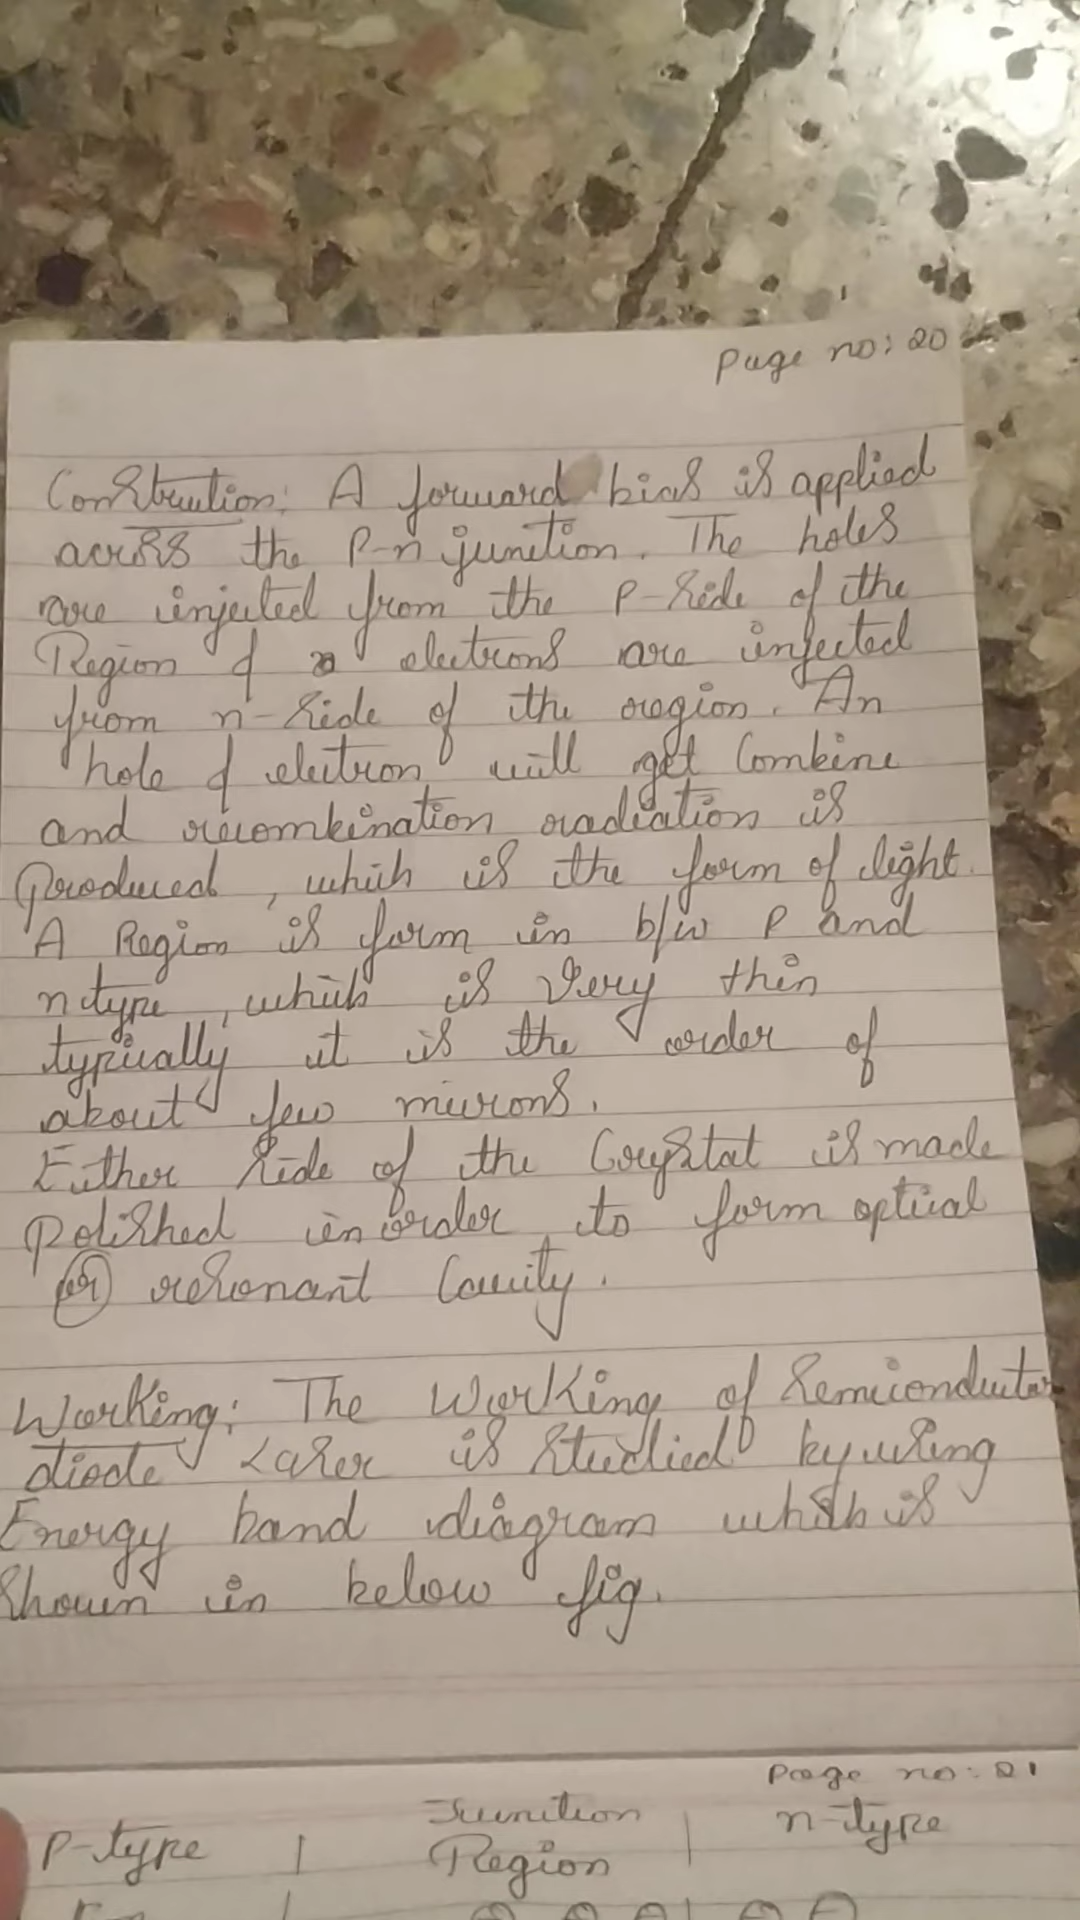 Page no: 20
Constrution: A forward bias is applied
across the P-n junction. The holes
are injected from the P-Side of the
Region & electrons are injected
from n-Side of the region. An
hole & electron will get Combine
and recombination radiation is
Produced, which is the form of light.
A Region is form in b/w P and
n type, which is Very thin
typically it is the order of
about few microns.
Either Side of the Crystat is made
Polished in order to form optical
(or) resonant Cavity.
Working: The Working of Semiconductor
diode Laser is Studied by using
Energy band diagram which is
Shown in below fig.
Page no: 21
P-type | Junction | n-type
Region